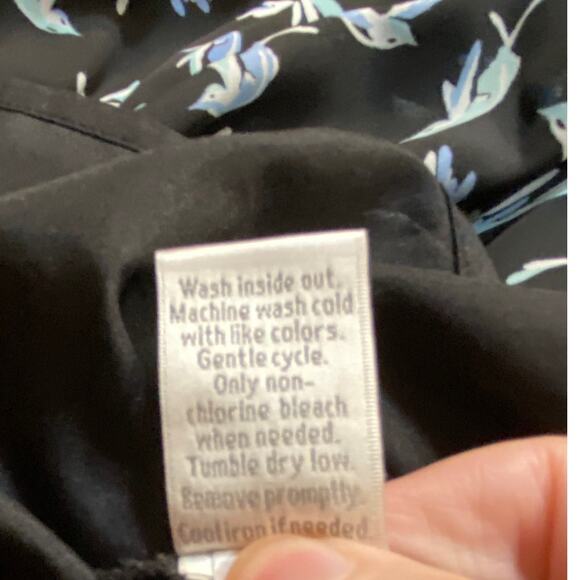 Wash inside out.
Machine wash cold
with like colors.
Gentle cycle.
Only non-
chlorine bleach
when needed.
Tumble dry low.
Remove promptly.
Cool iron if needed